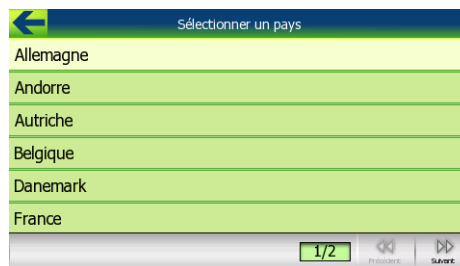 Sélectionner un pays
Allemagne
Andorre
Autriche
Belgique
Danemark
France
1/2
Précédent Suivant